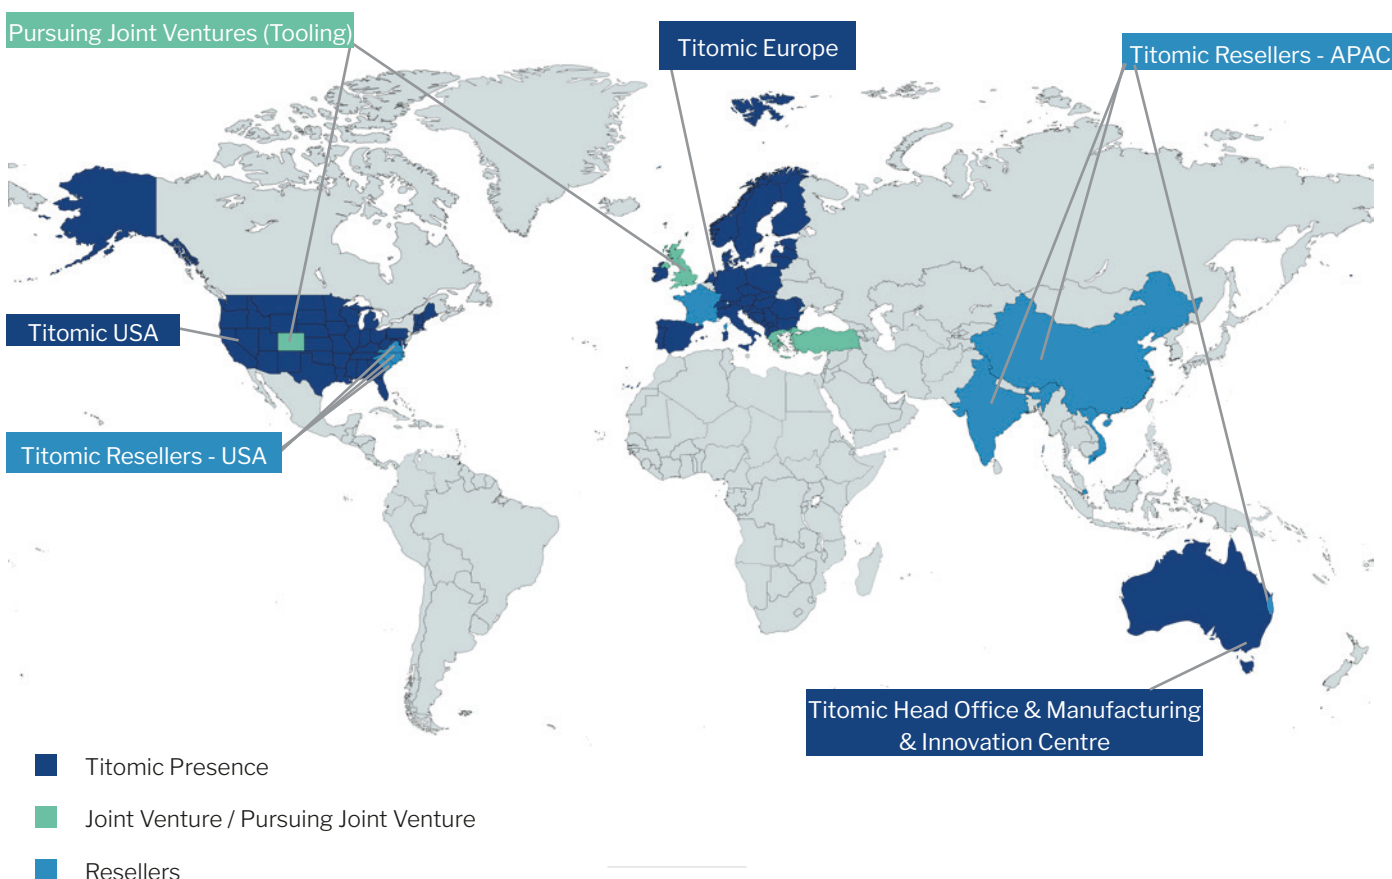 Pursuing Joint Ventures (Tooling)
Titomic Europe
Titomic Resellers - APAC
Titomic USA
Titomic Resellers - USA
Titomic Head Office & Manufacturing
& Innovation Centre
Titomic Presence
Joint Venture / Pursuing Joint Venture
Resellers